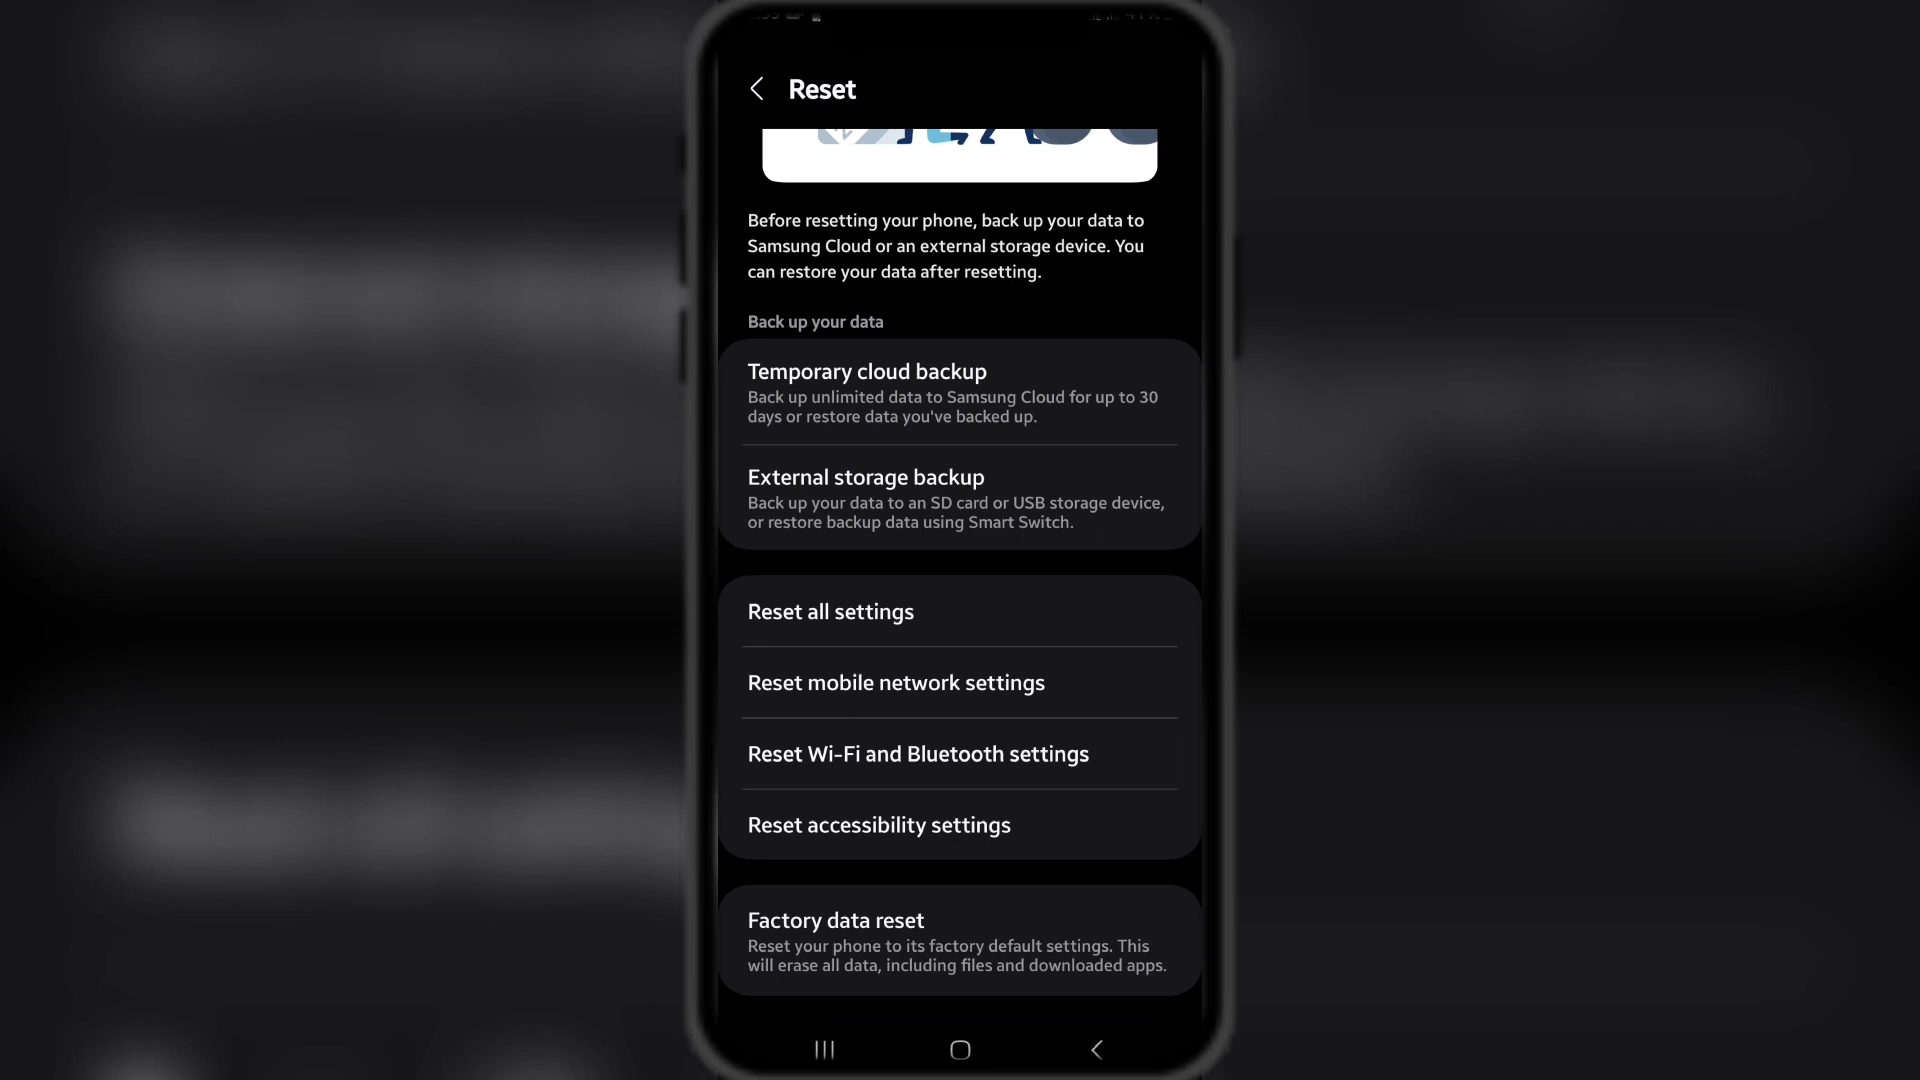 Reset
Before resetting your phone, back up your data to
Samsung Cloud or an external storage device. You
can restore your data after resetting.
Back up your data
Temporary cloud backup
Back up unlimited data to Samsung Cloud for up to 30
days or restore data you've backed up.
External storage backup
Back up your data to an SD card or USB storage device,
or restore backup data using Smart Switch.
Reset all settings
Reset mobile network settings
Reset Wi-Fi and Bluetooth settings
Reset accessibility settings
Factory data reset
Reset your phone to its factory default settings. This
will erase all data, including files and downloaded apps.